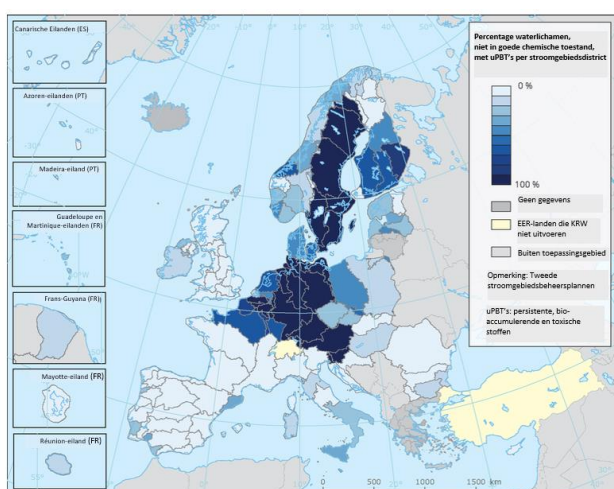 Canarische Eilanden (ES)
Azoren-eilanden (PT)
Madeira-eiland (PT)
Guadeloupe en
Martinique-eilanden (FR)
Frans-Guyana (FR)
Mayotte-eiland (FR)
Réunion-eiland (FR)
Percentage waterlichamen,
niet in goede chemische toestand,
met uPBT's per stroomgebiedsdistrict
0 %
100 %
Geen gegevens
EER-landen die KRW
niet uitvoeren
Buiten toepassingsgebied
Opmerking: Tweede
stroomgebiedsbeheersplannen
uPBT's: persistente, bio-
accumulerende en toxische
stoffen
0 500 1000 1500 km